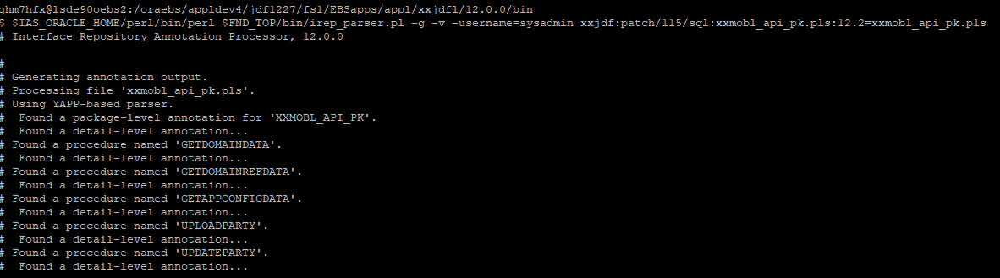 ghm7hfx@lsde90oebs2:/oraebs/appldev4/jdf1227/fs1/EBSapps/appl/xxjdfl/12.0.0/bin
$ $IAS_ORACLE_HOME/perl/bin/perl $FND_TOP/bin/irep_parser.pl -g -v -username=sysadmin xxjdf:patch/115/sql:xxmobl_api_pk.pls:12.2=xxmobl_api_pk.pls
# Interface Repository Annotation Processor, 12.0.0
#
# Generating annotation output.
# Processing file 'xxmobl_api_pk.pls'.
# Using YAPP-based parser.
#  Found a package-level annotation for 'XXMOBL_API_PK'.
#  Found a detail-level annotation...
# Found a procedure named 'GETDOMAINDATA'.
#  Found a detail-level annotation...
# Found a procedure named 'GETDOMAINREFDATA'.
#  Found a detail-level annotation...
# Found a procedure named 'GETAPPCONFIGDATA'.
#  Found a detail-level annotation...
# Found a procedure named 'UPLOADPARTY'.
#  Found a detail-level annotation...
# Found a procedure named 'UPDATEPARTY'.
#  Found a detail-level annotation...